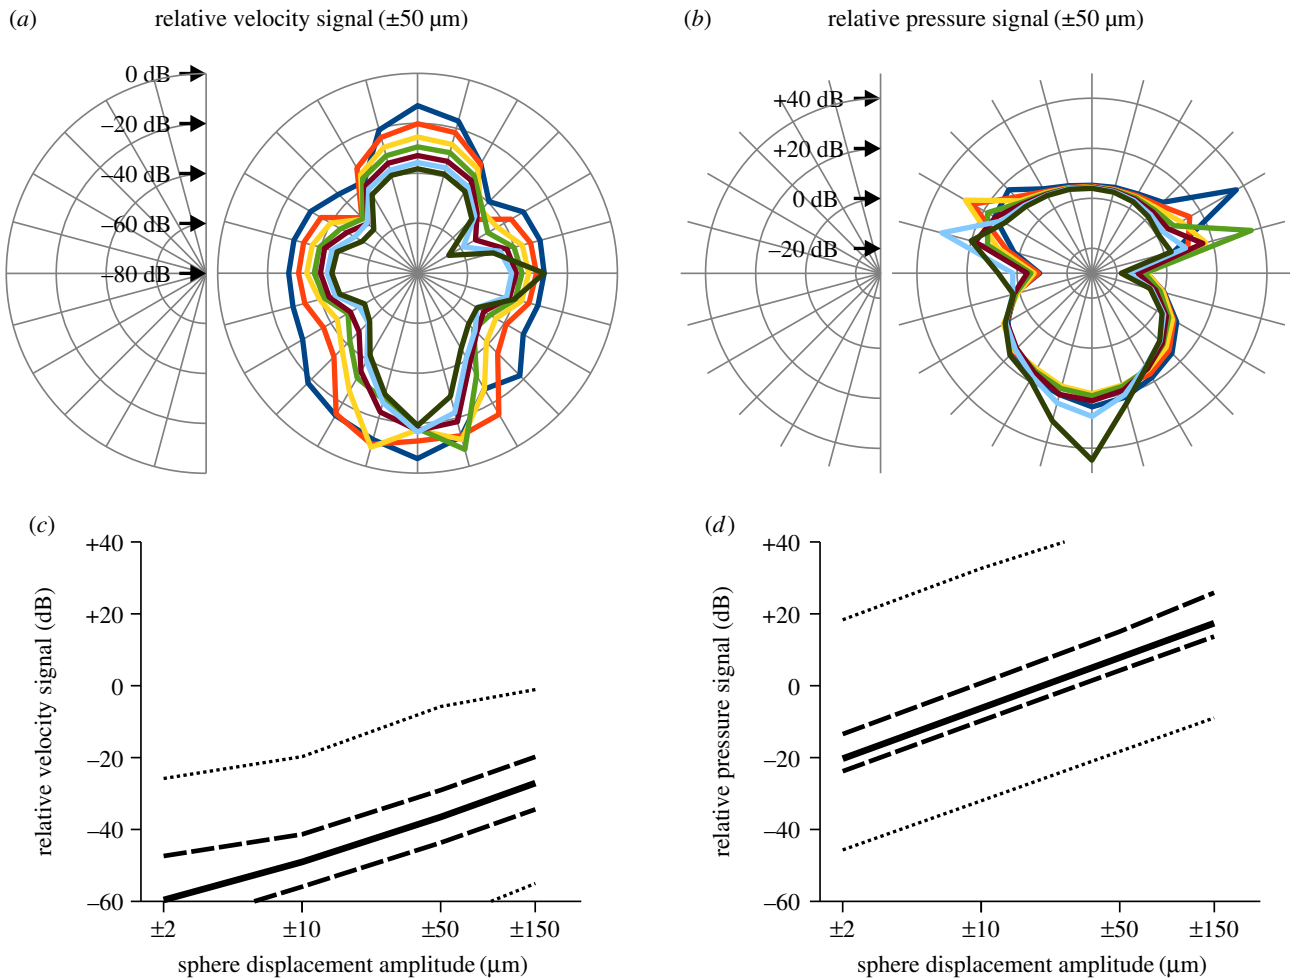 (a) relative velocity signal (±50 µm)
(b) relative pressure signal (±50 µm)
0 dB
–20 dB
–40 dB
–60 dB
–80 dB
+40 dB
+20 dB
0 dB
–20 dB
(c)
+40
+20
0
–20
–40
–60
relative velocity signal (dB)
±2 ±10 ±50 ±150
sphere displacement amplitude (µm)
(d)
+40
+20
0
–20
–40
–60
relative pressure signal (dB)
±2 ±10 ±50 ±150
sphere displacement amplitude (µm)